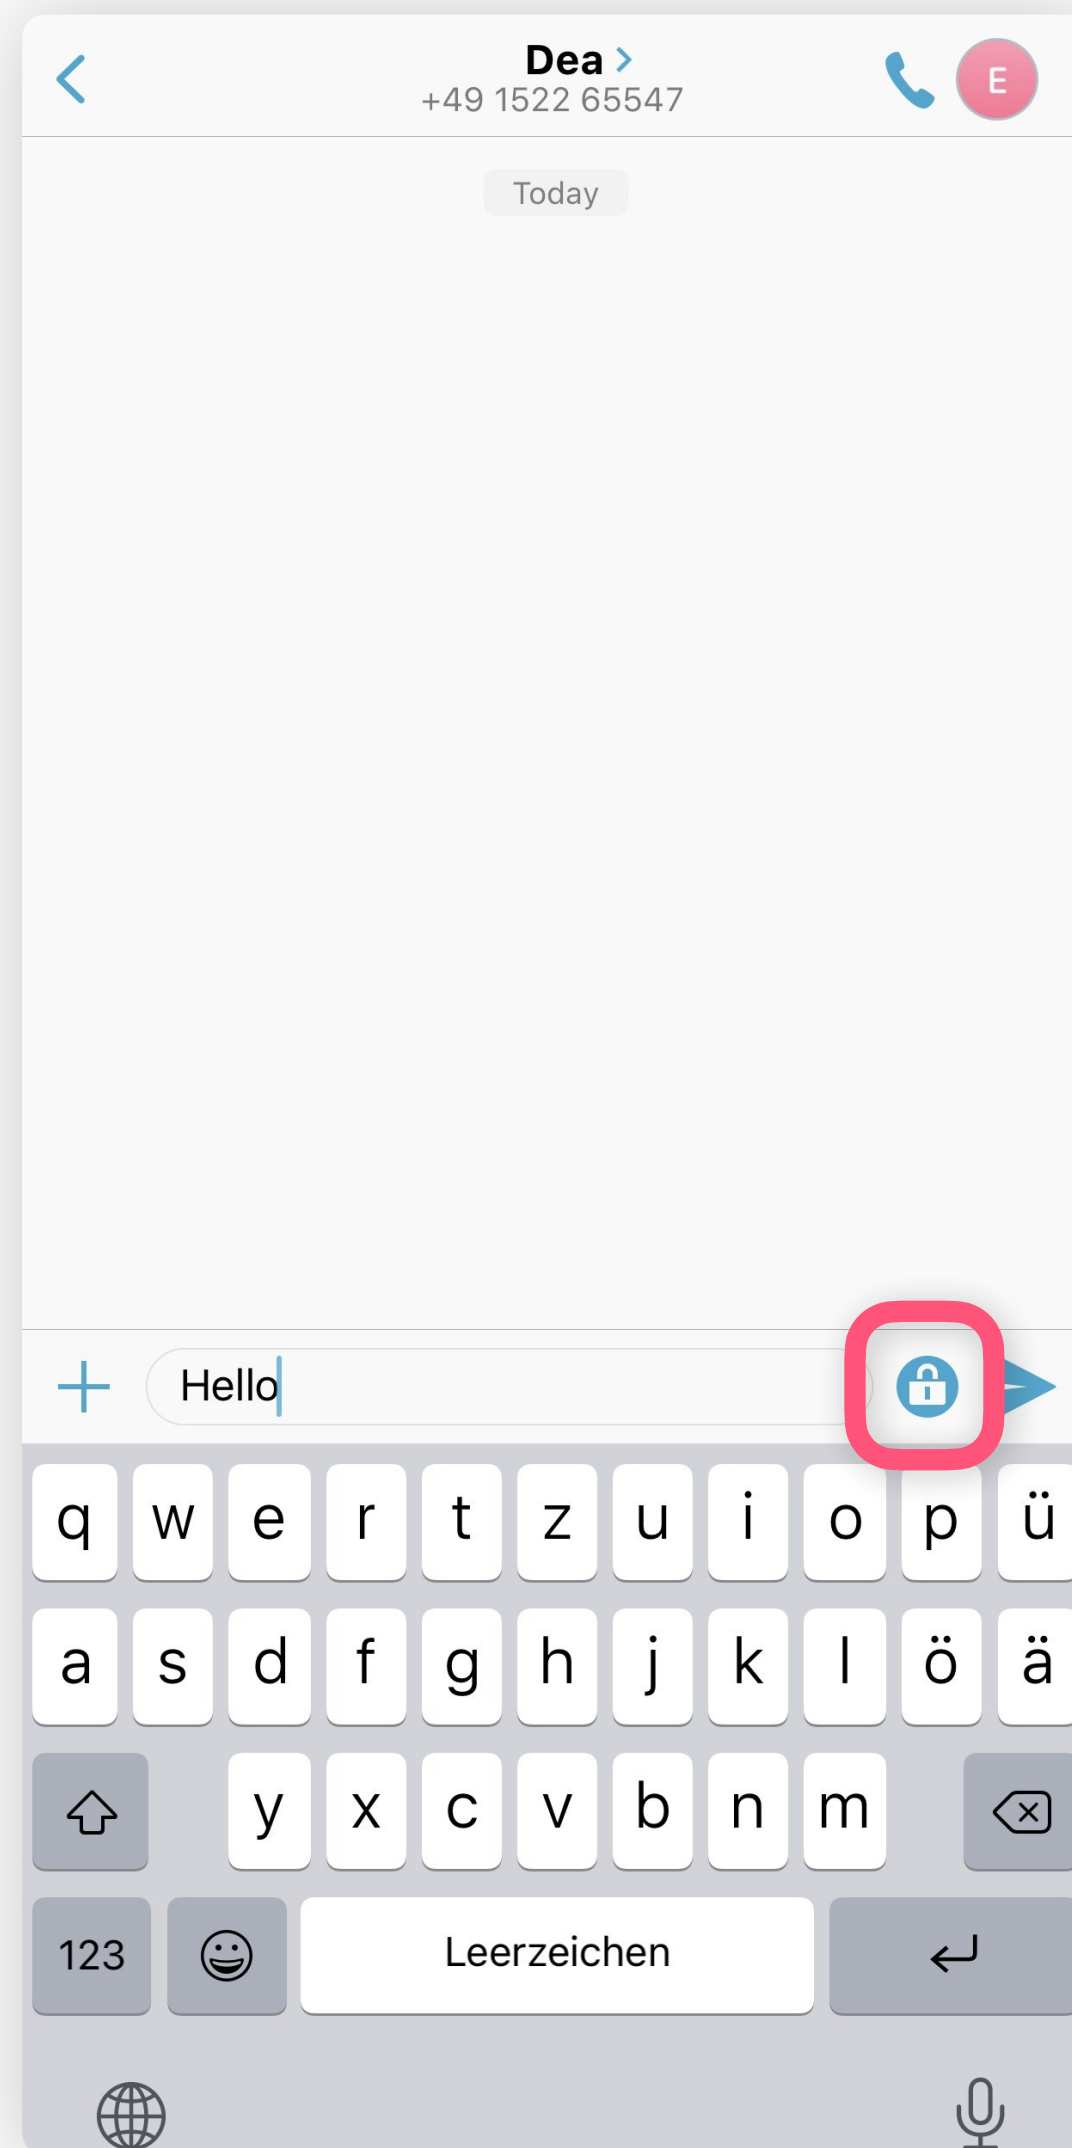 Dea
E
+49 1522 65547
Today
Hello
q w e r t z u i o p ü
a s d f g h j k l ö ä
y x c v b n m
123 Leerzeichen